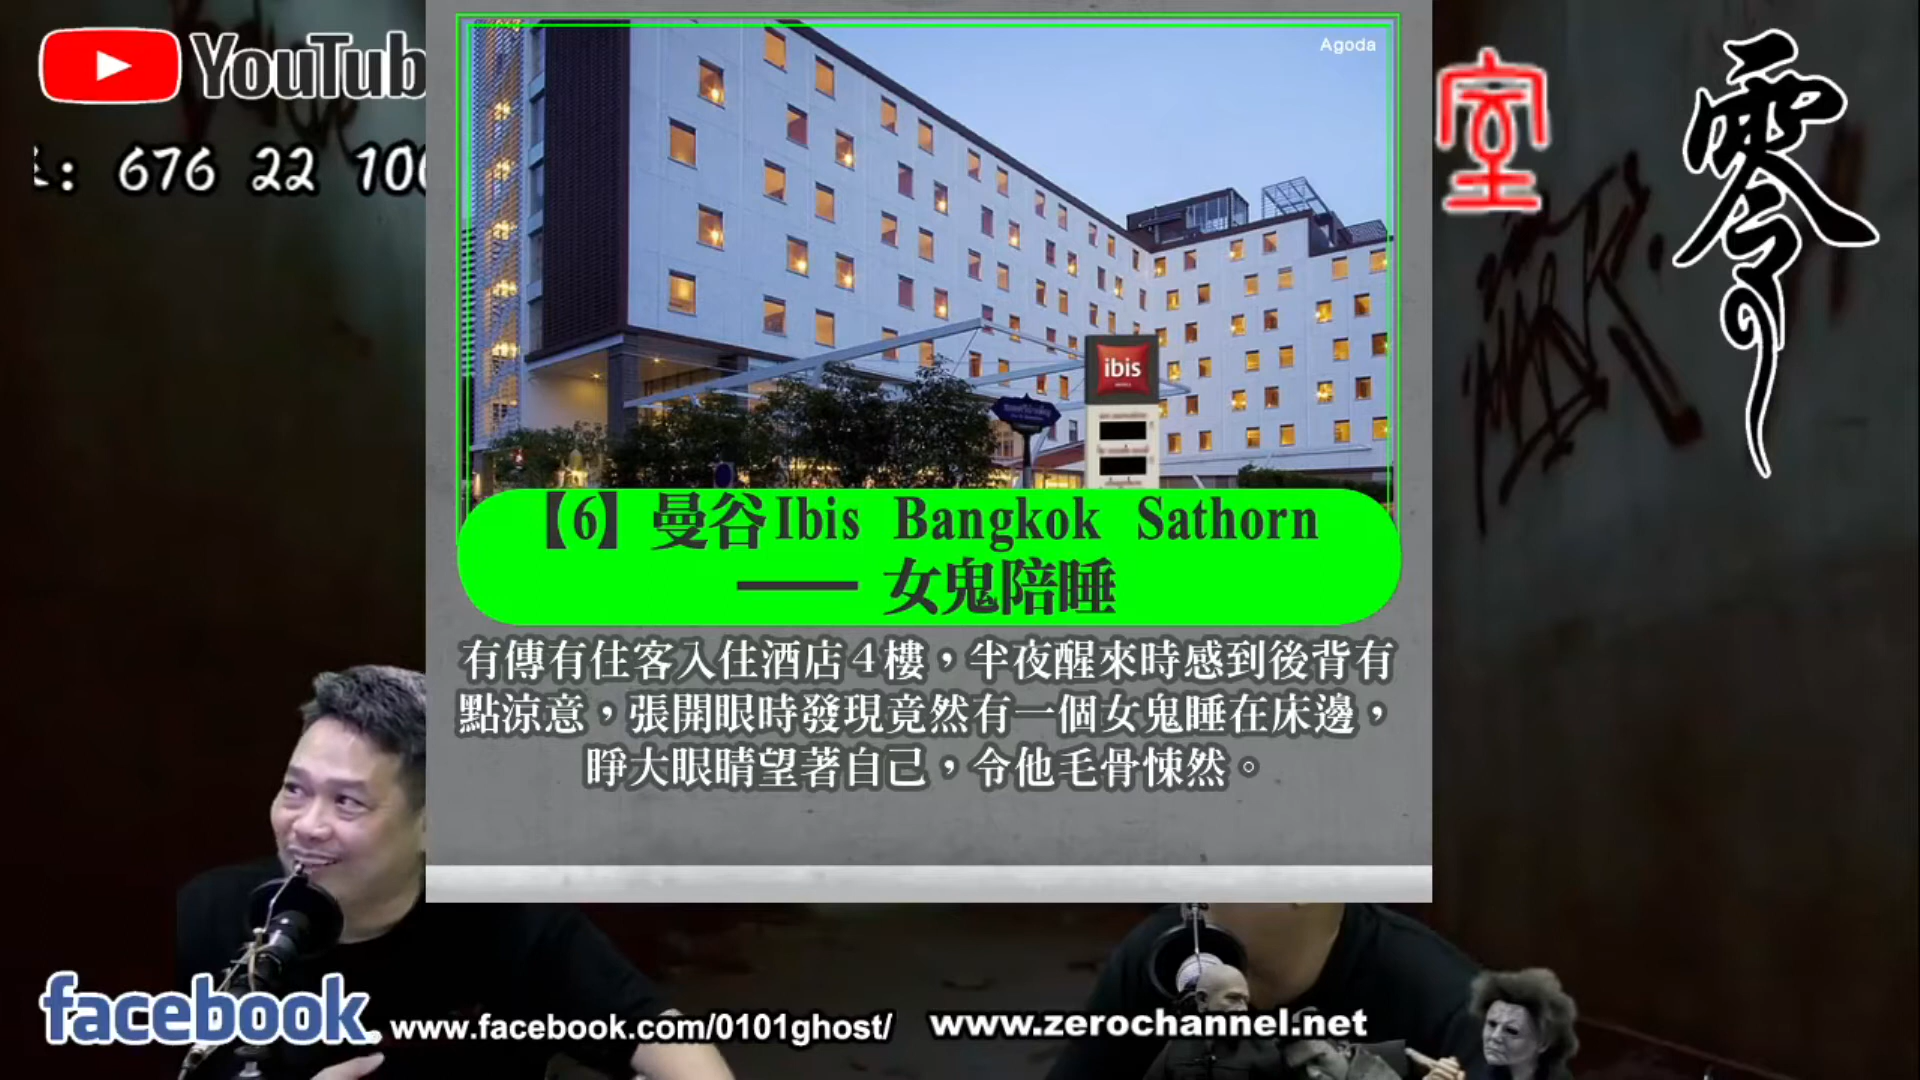 YouTub
: 676 22 10
Agoda
室
零
ibis
【6】曼谷Ibis Bangkok Sathorn
—— 女鬼陪睡
有傳有住客入住酒店4樓，半夜醒來時感到後背有
點涼意，張開眼時發現竟然有一個女鬼睡在床邊，
睜大眼睛望著自己，令他毛骨悚然。
facebook.
www.facebook.com/0101ghost/
www.zerochannel.net